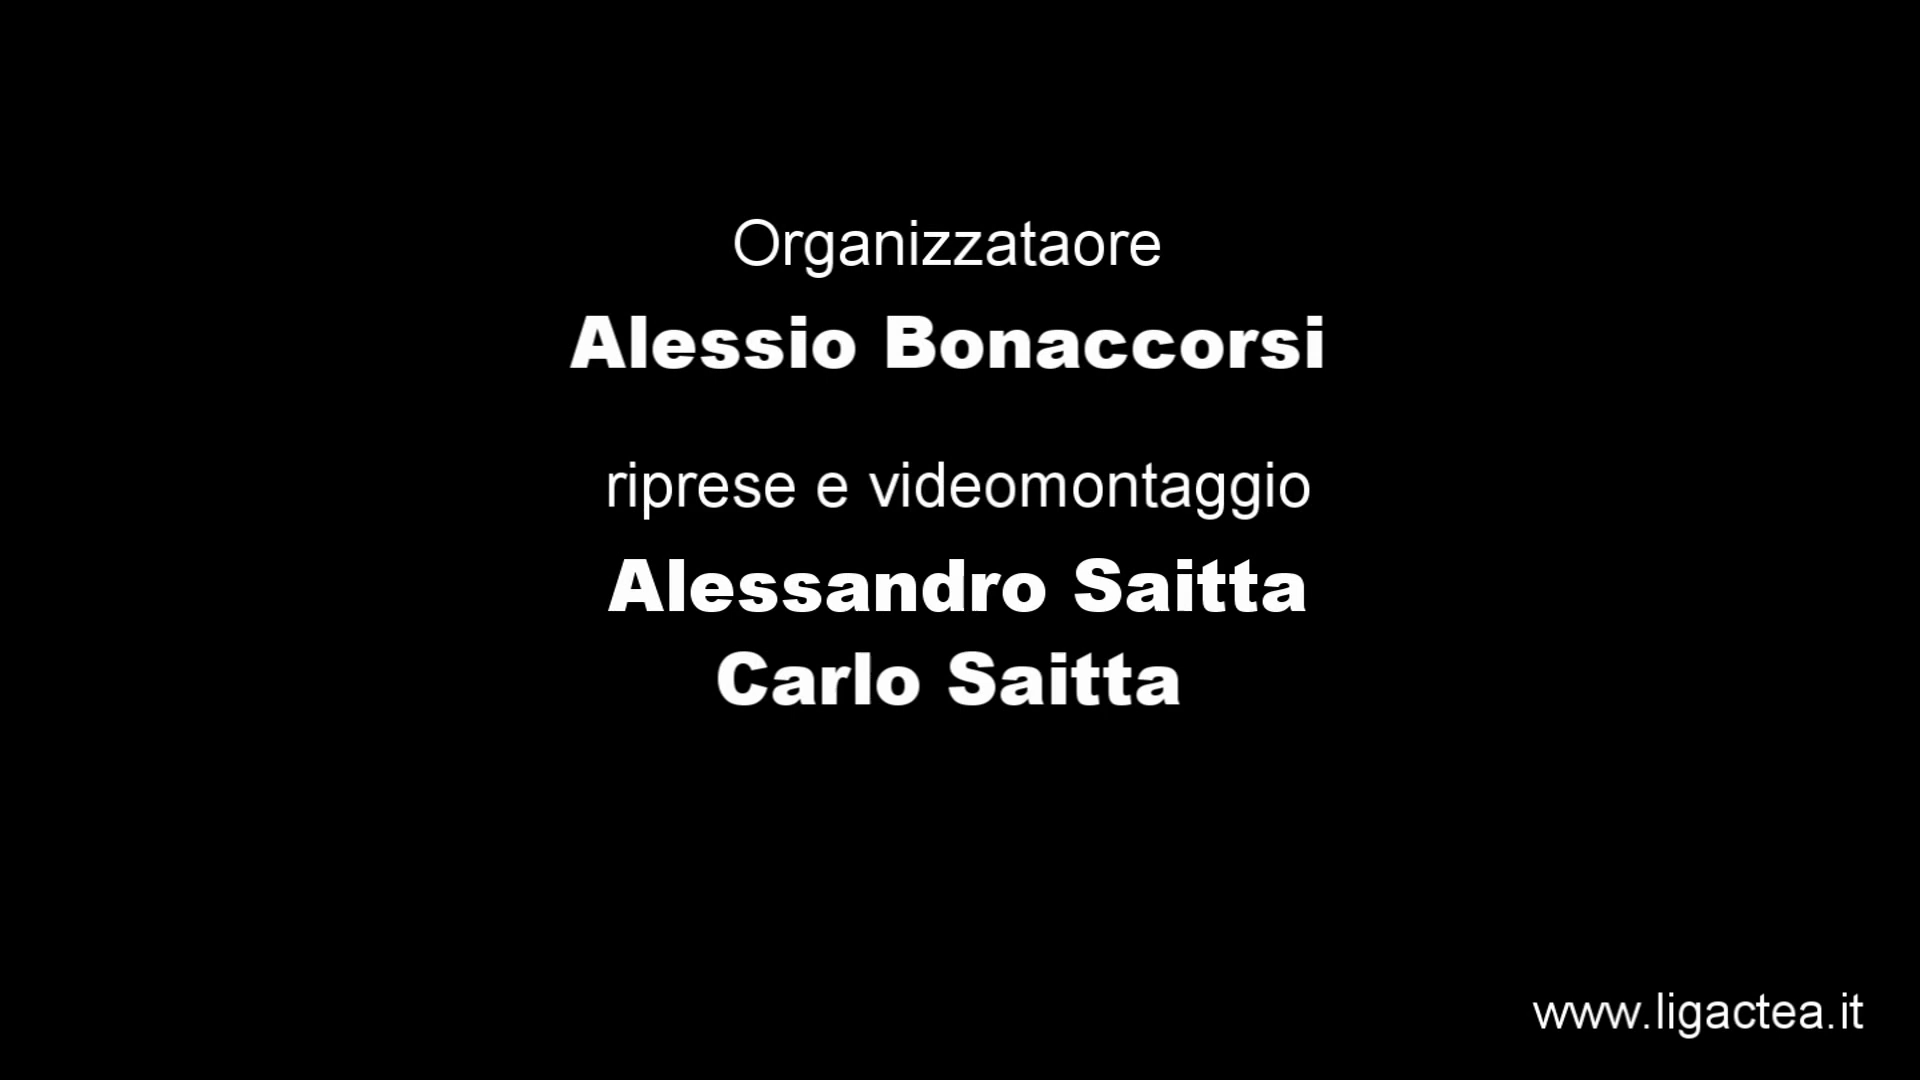 Organizzataore
Alessio Bonaccorsi
riprese e videomontaggio
Alessandro Saitta
Carlo Saitta
www.ligactea.it